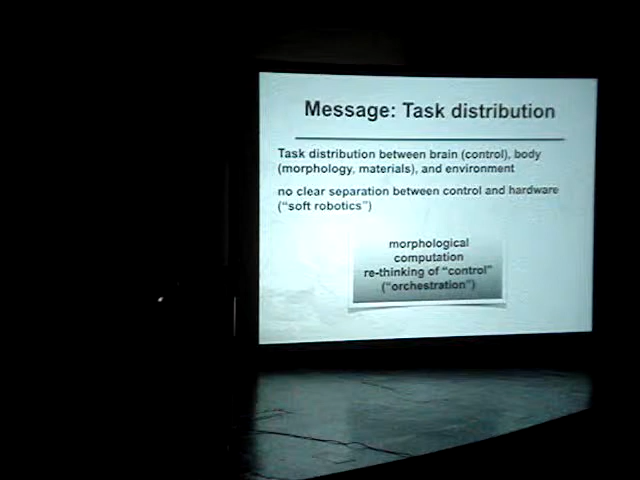 Message: Task distribution
Task distribution between brain (control), body
(morphology, materials), and environment
no clear separation between control and hardware
(“soft robotics”)
morphological
computation
re-thinking of “control”
(“orchestration”)